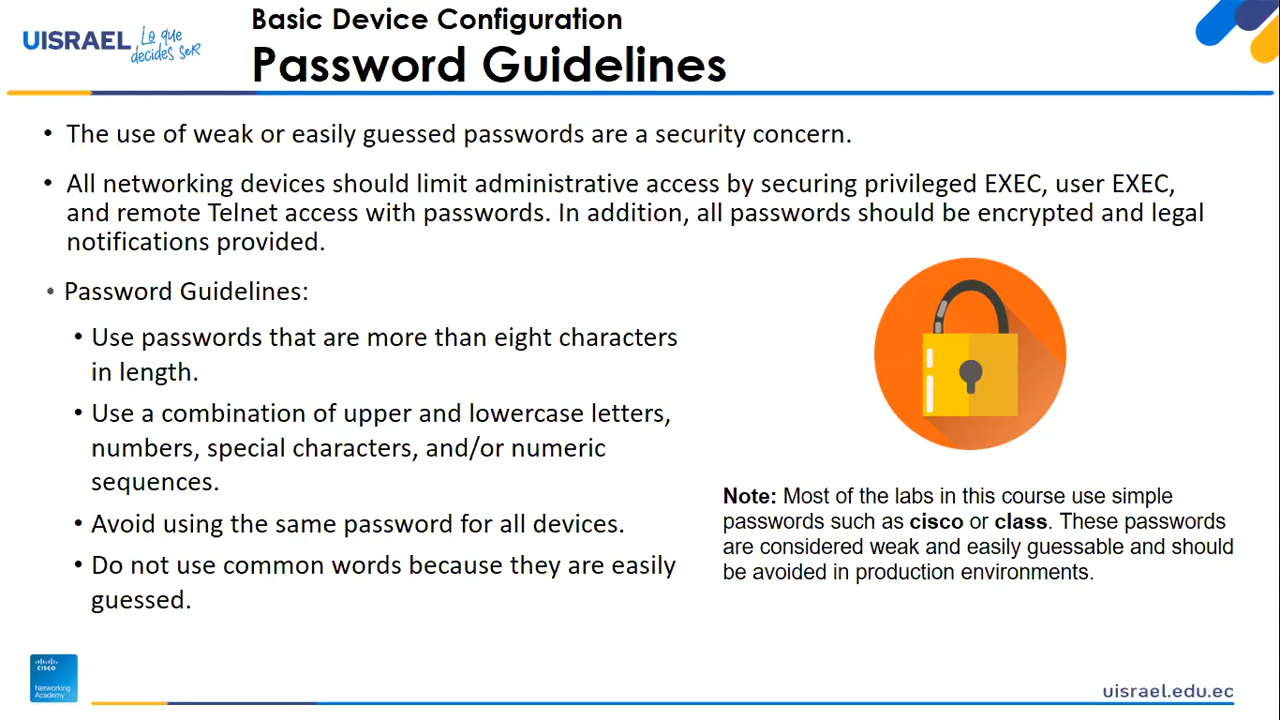 Basic Device Configuration
UISRAEL Lo que
decides ser
Password Guidelines
• The use of weak or easily guessed passwords are a security concern.
• All networking devices should limit administrative access by securing privileged EXEC, user EXEC,
and remote Telnet access with passwords. In addition, all passwords should be encrypted and legal
notifications provided.
• Password Guidelines:
• Use passwords that are more than eight characters
in length.
• Use a combination of upper and lowercase letters,
numbers, special characters, and/or numeric
sequences.
• Avoid using the same password for all devices.
• Do not use common words because they are easily
guessed.
Note: Most of the labs in this course use simple
passwords such as cisco or class. These passwords
are considered weak and easily guessable and should
be avoided in production environments.
cisco
Networking
Academy
uisrael.edu.ec